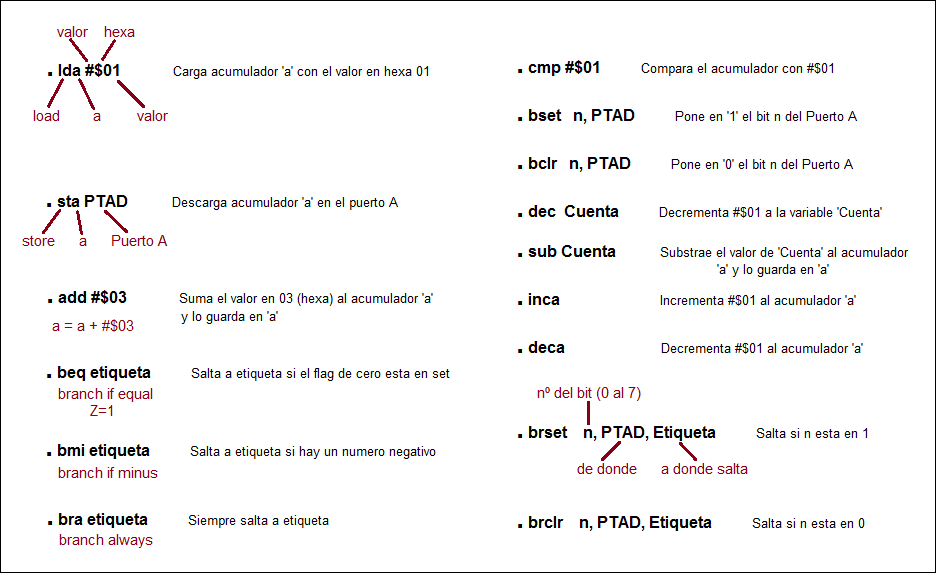 valor hexa
. lda #$01 Carga acumulador 'a' con el valor en hexa 01
load a valor
. sta PTAD Descarga acumulador 'a' en el puerto A
store a Puerto A
. add #$03 Suma el valor en 03 (hexa) al acumulador 'a'
y lo guarda en 'a'
a = a + #$03
. beq etiqueta Salta a etiqueta si el flag de cero esta en set
branch if equal
Z=1
. bmi etiqueta Salta a etiqueta si hay un numero negativo
branch if minus
. bra etiqueta Siempre salta a etiqueta
branch always
. cmp #$01 Compara el acumulador con #$01
. bset n, PTAD Pone en '1' el bit n del Puerto A
. bclr n, PTAD Pone en '0' el bit n del Puerto A
. dec Cuenta Decrementa #$01 a la variable 'Cuenta'
. sub Cuenta Substrae el valor de 'Cuenta' al acumulador
'a' y lo guarda en 'a'
. inca Incrementa #$01 al acumulador 'a'
. deca Decrementa #$01 al acumulador 'a'
nº del bit (0 al 7)
. brset n, PTAD, Etiqueta Salta si n esta en 1
de donde a donde salta
. brclr n, PTAD, Etiqueta Salta si n esta en 0